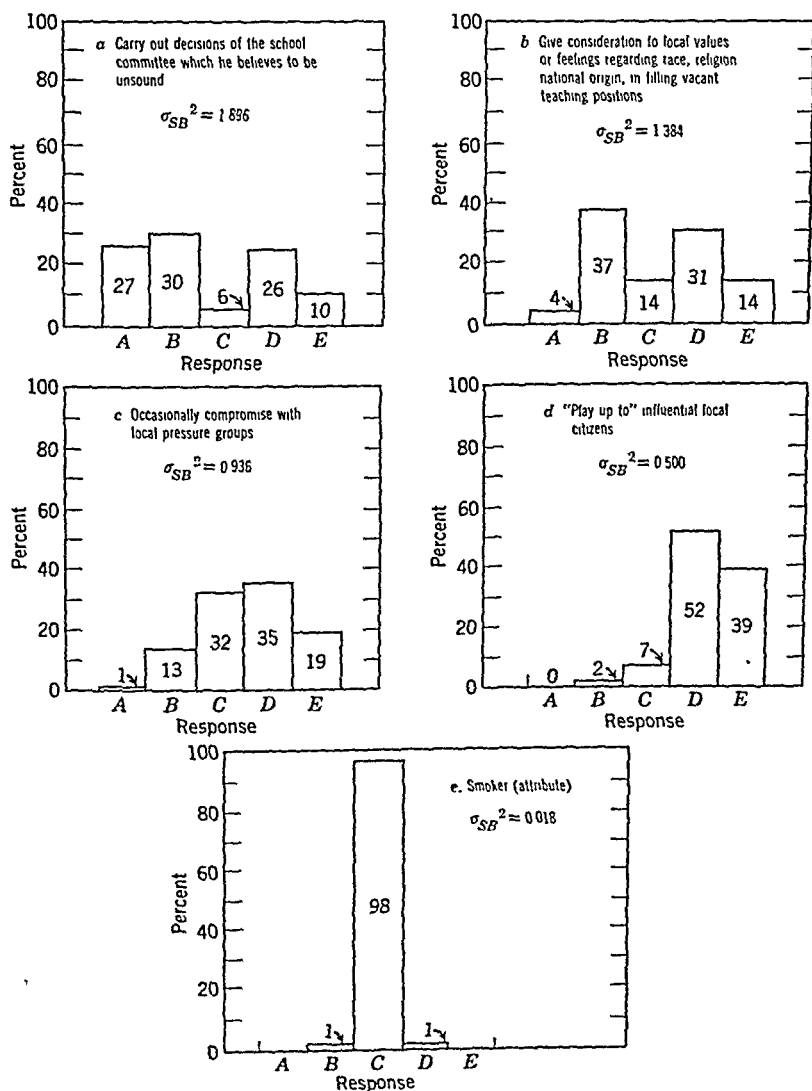 a Carry out decisions of the school
committee which he believes to be
unsound
σSB² = 1 896
Percent
100
80
60
40
20
0
27
30
6
26
10
A B C D E
Response
b Give consideration to local values
or feelings regarding race, religion
national origin, in filling vacant
teaching positions
σSB² = 1 384
Percent
100
80
60
40
20
0
4
37
14
31
14
A B C D E
Response
c Occasionally compromise with
local pressure groups
σSB² = 0 936
Percent
100
80
60
40
20
0
1
13
32
35
19
A B C D E
Response
d "Play up to" influential local
citizens
σSB² = 0 500
Percent
100
80
60
40
20
0
0
2
7
52
39
A B C D E
Response
e. Smoker (attribute)
σSB² = 0 018
Percent
100
80
60
40
20
0
1
98
1
A B C D E
Response